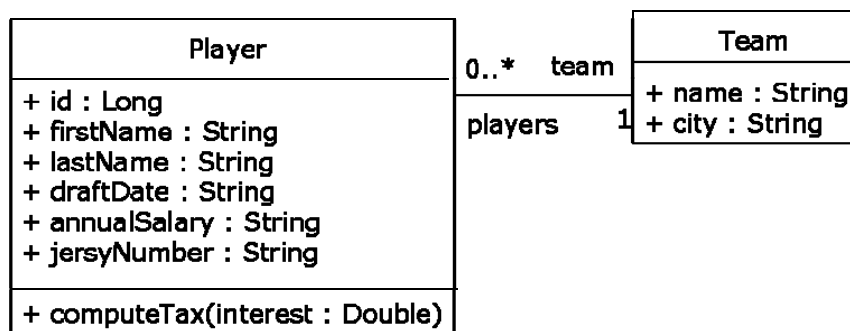 Player
+ id : Long
+ firstName : String
+ lastName : String
+ draftDate : String
+ annualSalary : String
+ jersyNumber : String
+ computeTax(interest : Double)
0..* team
players 1
Team
+ name : String
+ city : String